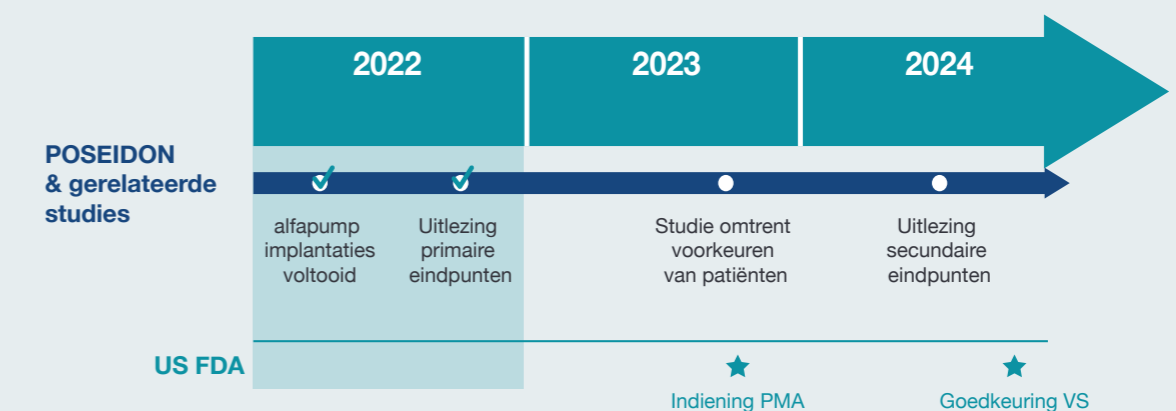 2022
2023
2024
POSEIDON
& gerelateerde
studies
alfapump
implantaties
voltooid
Uitlezing
primaire
eindpunten
Studie omtrent
voorkeuren
van patiënten
Uitlezing
secundaire
eindpunten
US FDA
Indiening PMA
Goedkeuring VS